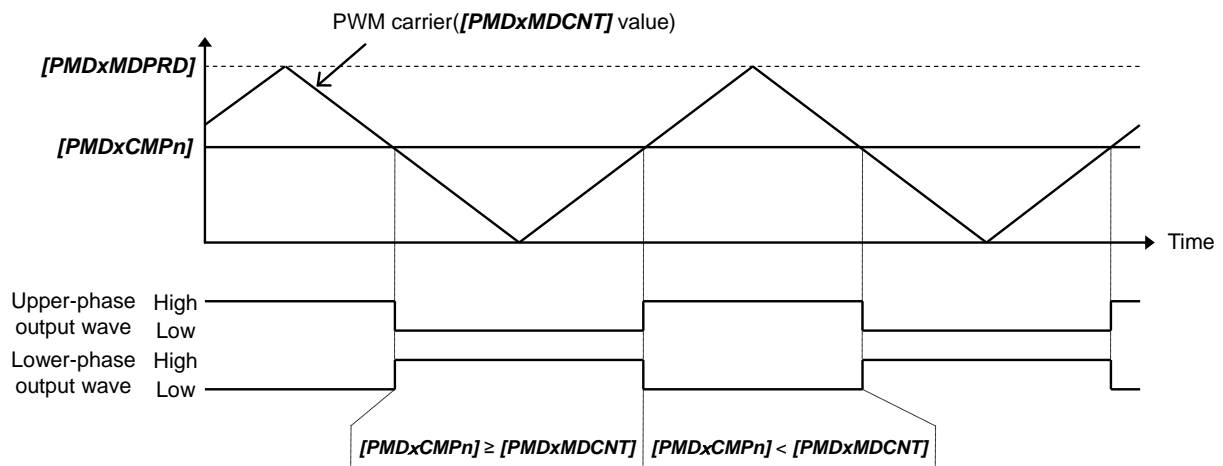 PWM carrier([PMDxMDCNT] value)
[PMDxMDPRD]
[PMDxCMPn]
Time
Upper-phase High
output wave Low
Lower-phase High
output wave Low
[PMDxCMPn] ≥ [PMDxMDCNT] [PMDxCMPn] < [PMDxMDCNT]